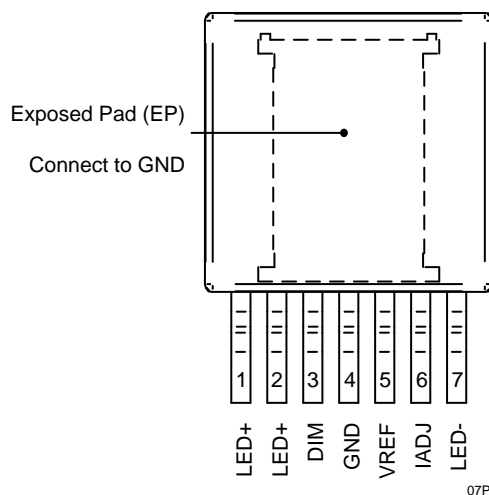 Exposed Pad (EP)
Connect to GND
1 2 3 4 5 6 7
LED+ LED+ DIM GND VREF IADJ LED-
07P